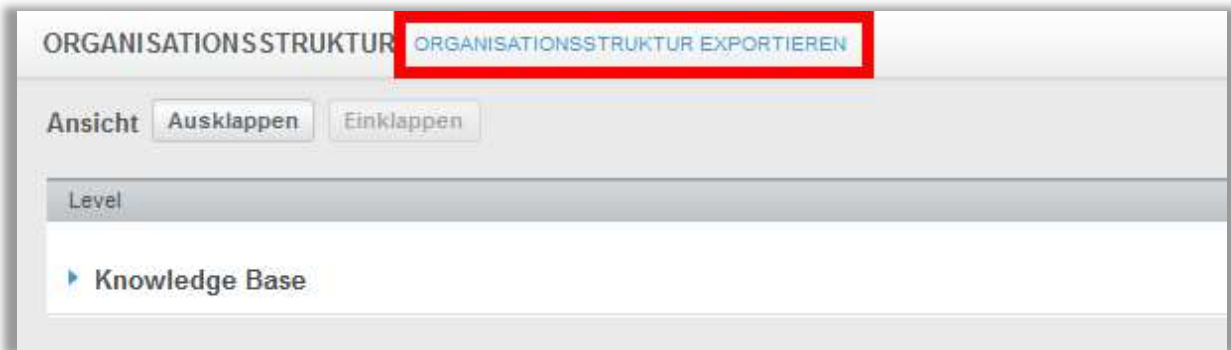 ORGANISATIONSSTRUKTUR ORGANISATIONSSTRUKTUR EXPORTIEREN
Ansicht Ausklappen Einklappen
Level
Knowledge Base